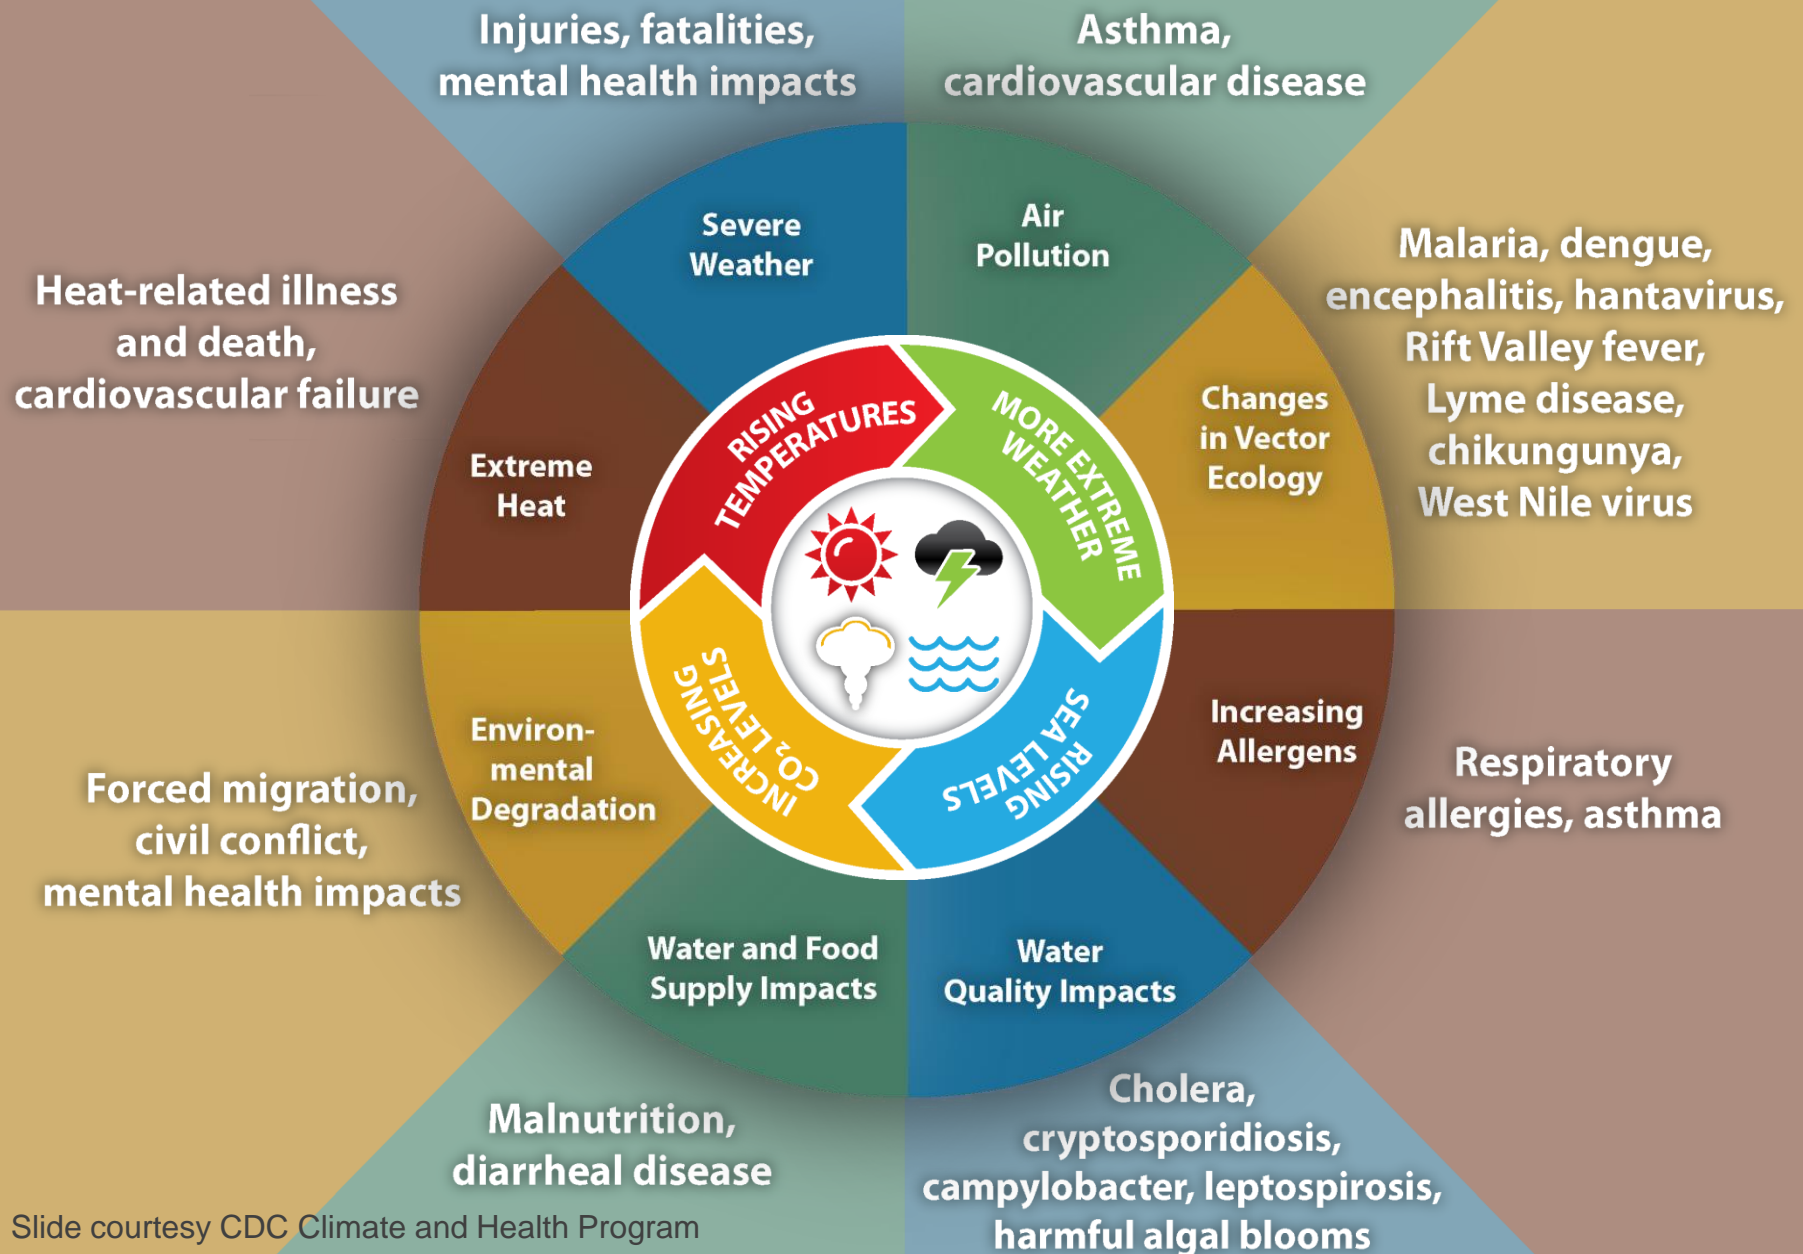 Injuries, fatalities,
mental health impacts
Asthma,
cardiovascular disease
Severe
Weather
Air
Pollution
Heat-related illness
and death,
cardiovascular failure
Malaria, dengue,
encephalitis, hantavirus,
Rift Valley fever,
Lyme disease,
chikungunya,
West Nile virus
Extreme
Heat
Changes
in Vector
Ecology
RISING
TEMPERATURES
MORE EXTREME
WEATHER
INCREASING
CO₂ LEVELS
RISING
SEA LEVELS
Environ-
mental
Degradation
Increasing
Allergens
Forced migration,
civil conflict,
mental health impacts
Respiratory
allergies, asthma
Water and Food
Supply Impacts
Water
Quality Impacts
Malnutrition,
diarrheal disease
Cholera,
cryptosporidiosis,
campylobacter, leptospirosis,
harmful algal blooms
Slide courtesy CDC Climate and Health Program